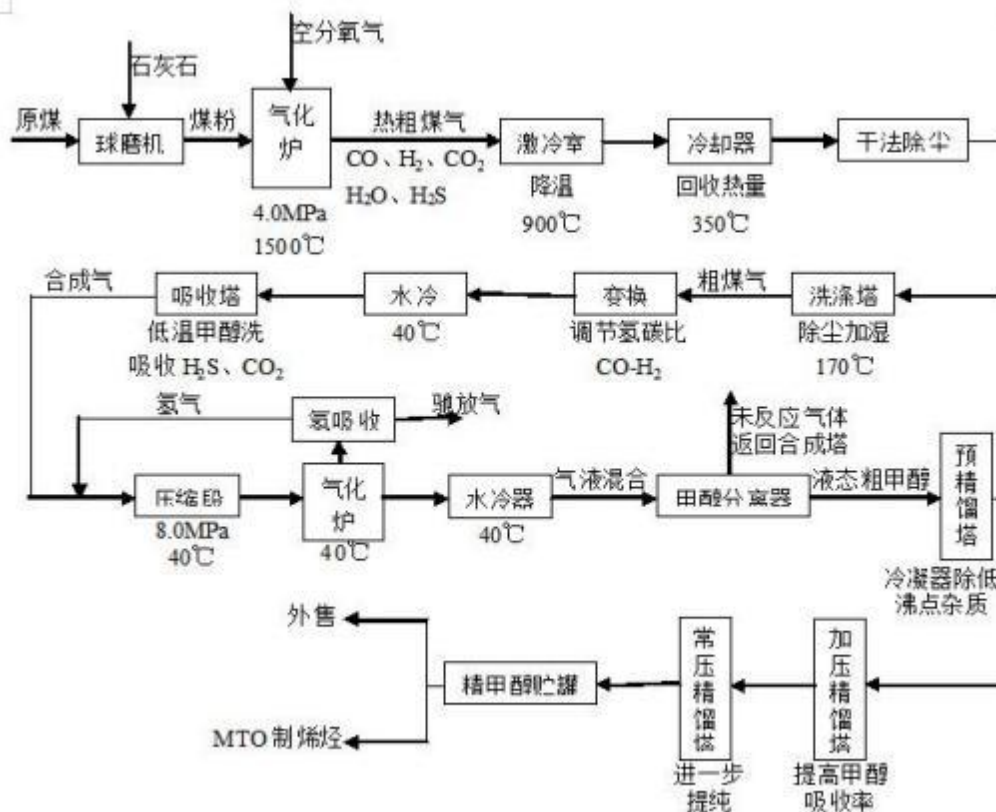 空分氧气
石灰石
原煤
球磨机
煤粉
气化
炉
4.0MPa
1500℃
热粗煤气
CO、H₂、CO₂
H₂O、H₂S
激冷室
降温
900℃
冷却器
回收热量
350℃
干法除尘
合成气
吸收塔
低温甲醇洗
吸收 H₂S、CO₂
水冷
40℃
变换
调节氢碳比
CO-H₂
粗煤气
洗涤塔
除尘加湿
170℃
氢气
氢吸收
驰放气
未反应气体
返回合成塔
压缩段
8.0MPa
40℃
气化
炉
40℃
水冷器
40℃
气液混合
甲醇分离器
液态粗甲醇
预
精
馏
塔
冷凝器除低
沸点杂质
外售
MTO 制烯烃
精甲醇贮罐
常
压
精
馏
塔
进一步
提纯
加
压
精
馏
塔
提高甲醇
吸收率